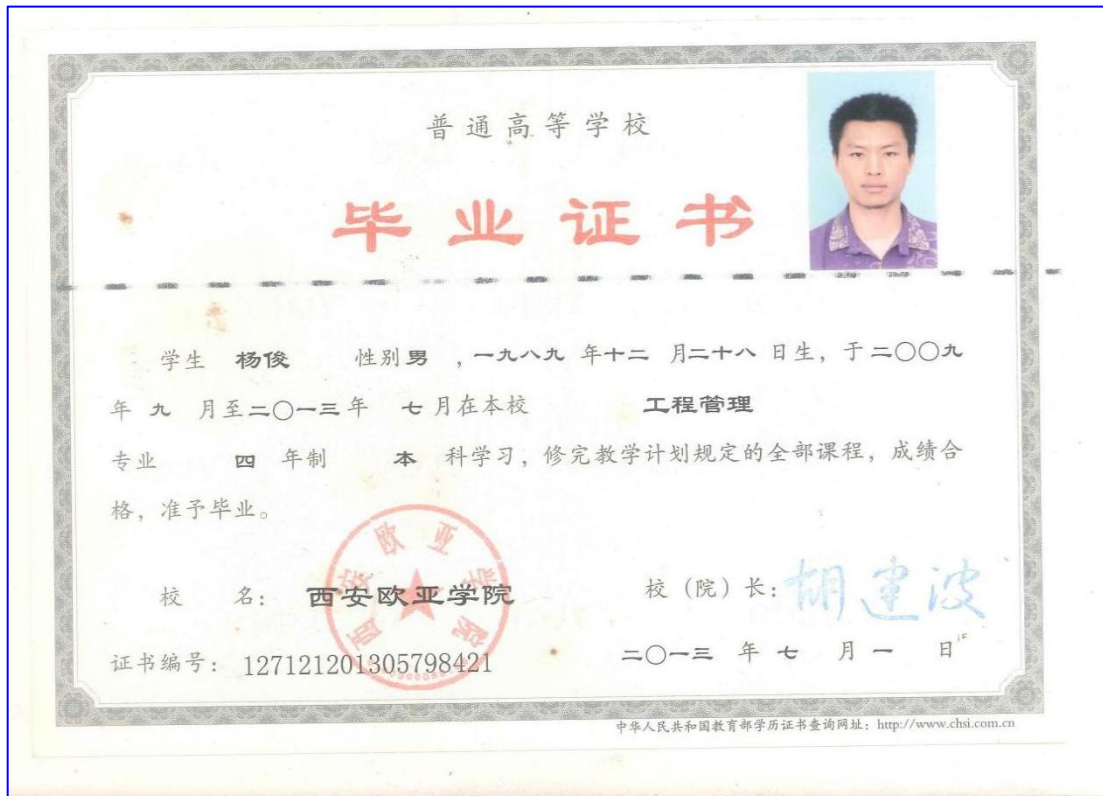 普通高等学校
毕业证书
学生 杨俊 性别 男 ，一九八九 年十二 月二十八 日生，于二〇〇九
年 九 月至二〇一三年 七月在本校 工程管理
专业 四 年制 本 科学习，修完教学计划规定的全部课程，成绩合
格，准予毕业。
校 名： 西安欧亚学院
校（院）长：胡建波
西安欧亚学院
证书编号：127121201305798421
二〇一三 年 七 月 一 日
中华人民共和国教育部学历证书查询网址：http://www.chsi.com.cn